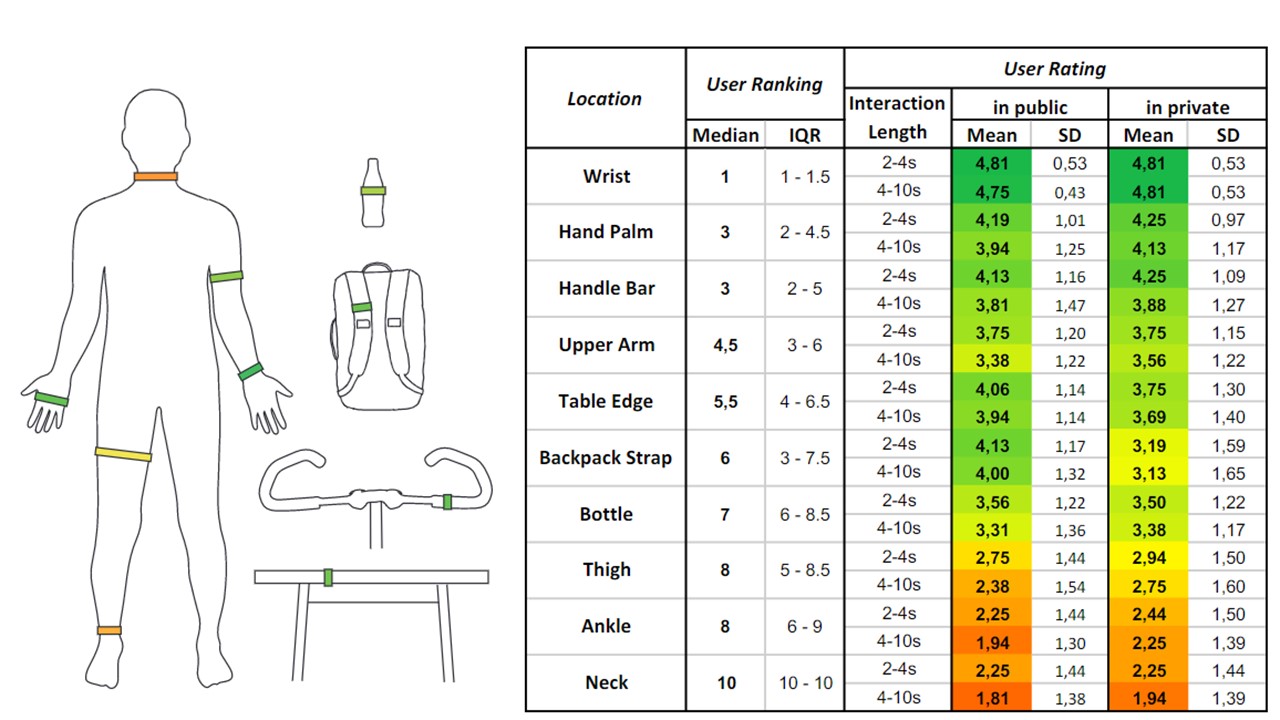 Location User Ranking User Rating
Interaction Length in public in private
Median IQR Mean SD Mean SD
Wrist 1 1 - 1.5 2-4s 4,81 0,53 4,81 0,53
4-10s 4,75 0,43 4,81 0,53
Hand Palm 3 2 - 4.5 2-4s 4,19 1,01 4,25 0,97
4-10s 3,94 1,25 4,13 1,17
Handle Bar 3 2 - 5 2-4s 4,13 1,16 4,25 1,09
4-10s 3,81 1,47 3,88 1,27
Upper Arm 4,5 3 - 6 2-4s 3,75 1,20 3,75 1,15
4-10s 3,38 1,22 3,56 1,22
Table Edge 5,5 4 - 6.5 2-4s 4,06 1,14 3,75 1,30
4-10s 3,94 1,14 3,69 1,40
Backpack Strap 6 3 - 7.5 2-4s 4,13 1,17 3,19 1,59
4-10s 4,00 1,32 3,13 1,65
Bottle 7 6 - 8.5 2-4s 3,56 1,22 3,50 1,22
4-10s 3,31 1,36 3,38 1,17
Thigh 8 5 - 8.5 2-4s 2,75 1,44 2,94 1,50
4-10s 2,38 1,54 2,75 1,60
Ankle 8 6 - 9 2-4s 2,25 1,44 2,44 1,50
4-10s 1,94 1,30 2,25 1,39
Neck 10 10 - 10 2-4s 2,25 1,44 2,25 1,44
4-10s 1,81 1,38 1,94 1,39